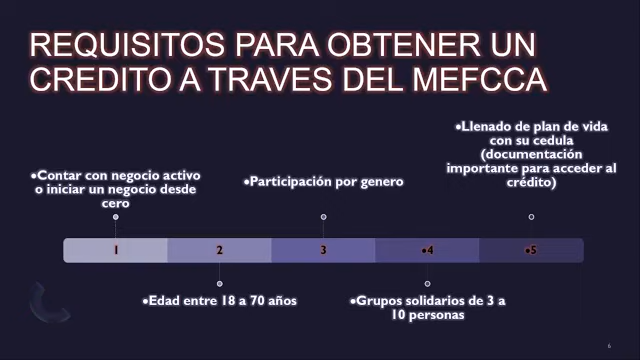 REQUISITOS PARA OBTENER UN
CREDITO A TRAVES DEL MEFCCA
•Contar con negocio activo
o iniciar un negocio desde
cero
•Participación por genero
•Llenado de plan de vida
con su cedula
(documentación
importante para acceder al
crédito)
1
2
3
•4
•5
•Edad entre 18 a 70 años
•Grupos solidarios de 3 a
10 personas
6